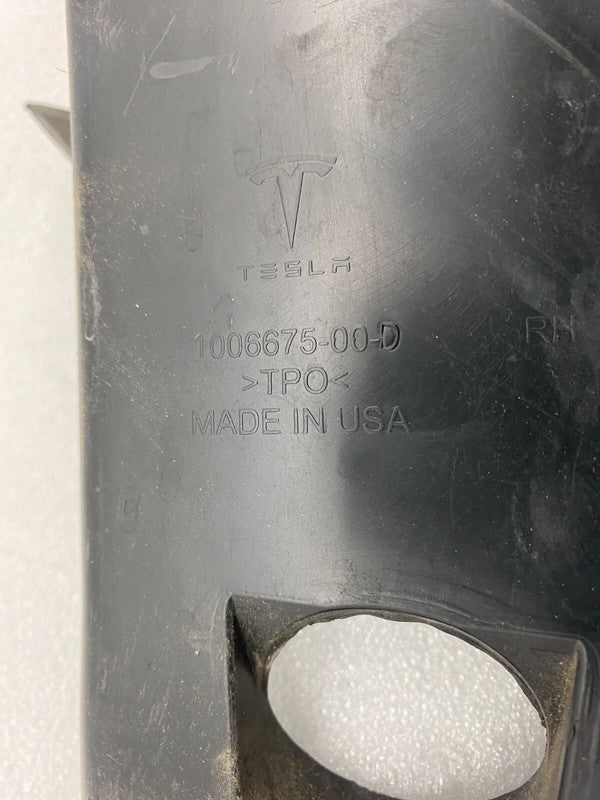 TESLA
1006675-00-D RH
>TPO<
MADE IN USA